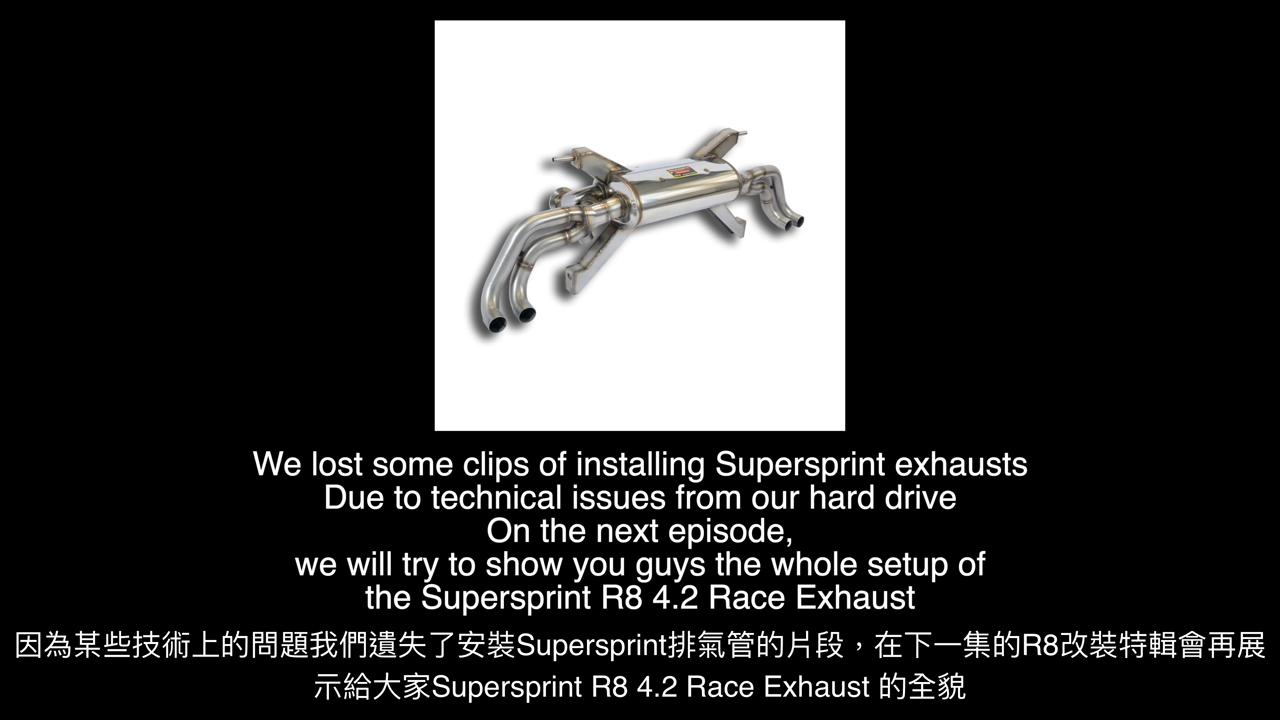 We lost some clips of installing Supersprint exhausts
Due to technical issues from our hard drive
On the next episode,
we will try to show you guys the whole setup of
the Supersprint R8 4.2 Race Exhaust
因為某些技術上的問題我們遺失了安裝Supersprint排氣管的片段，在下一集的R8改裝特輯會再展
示給大家Supersprint R8 4.2 Race Exhaust 的全貌